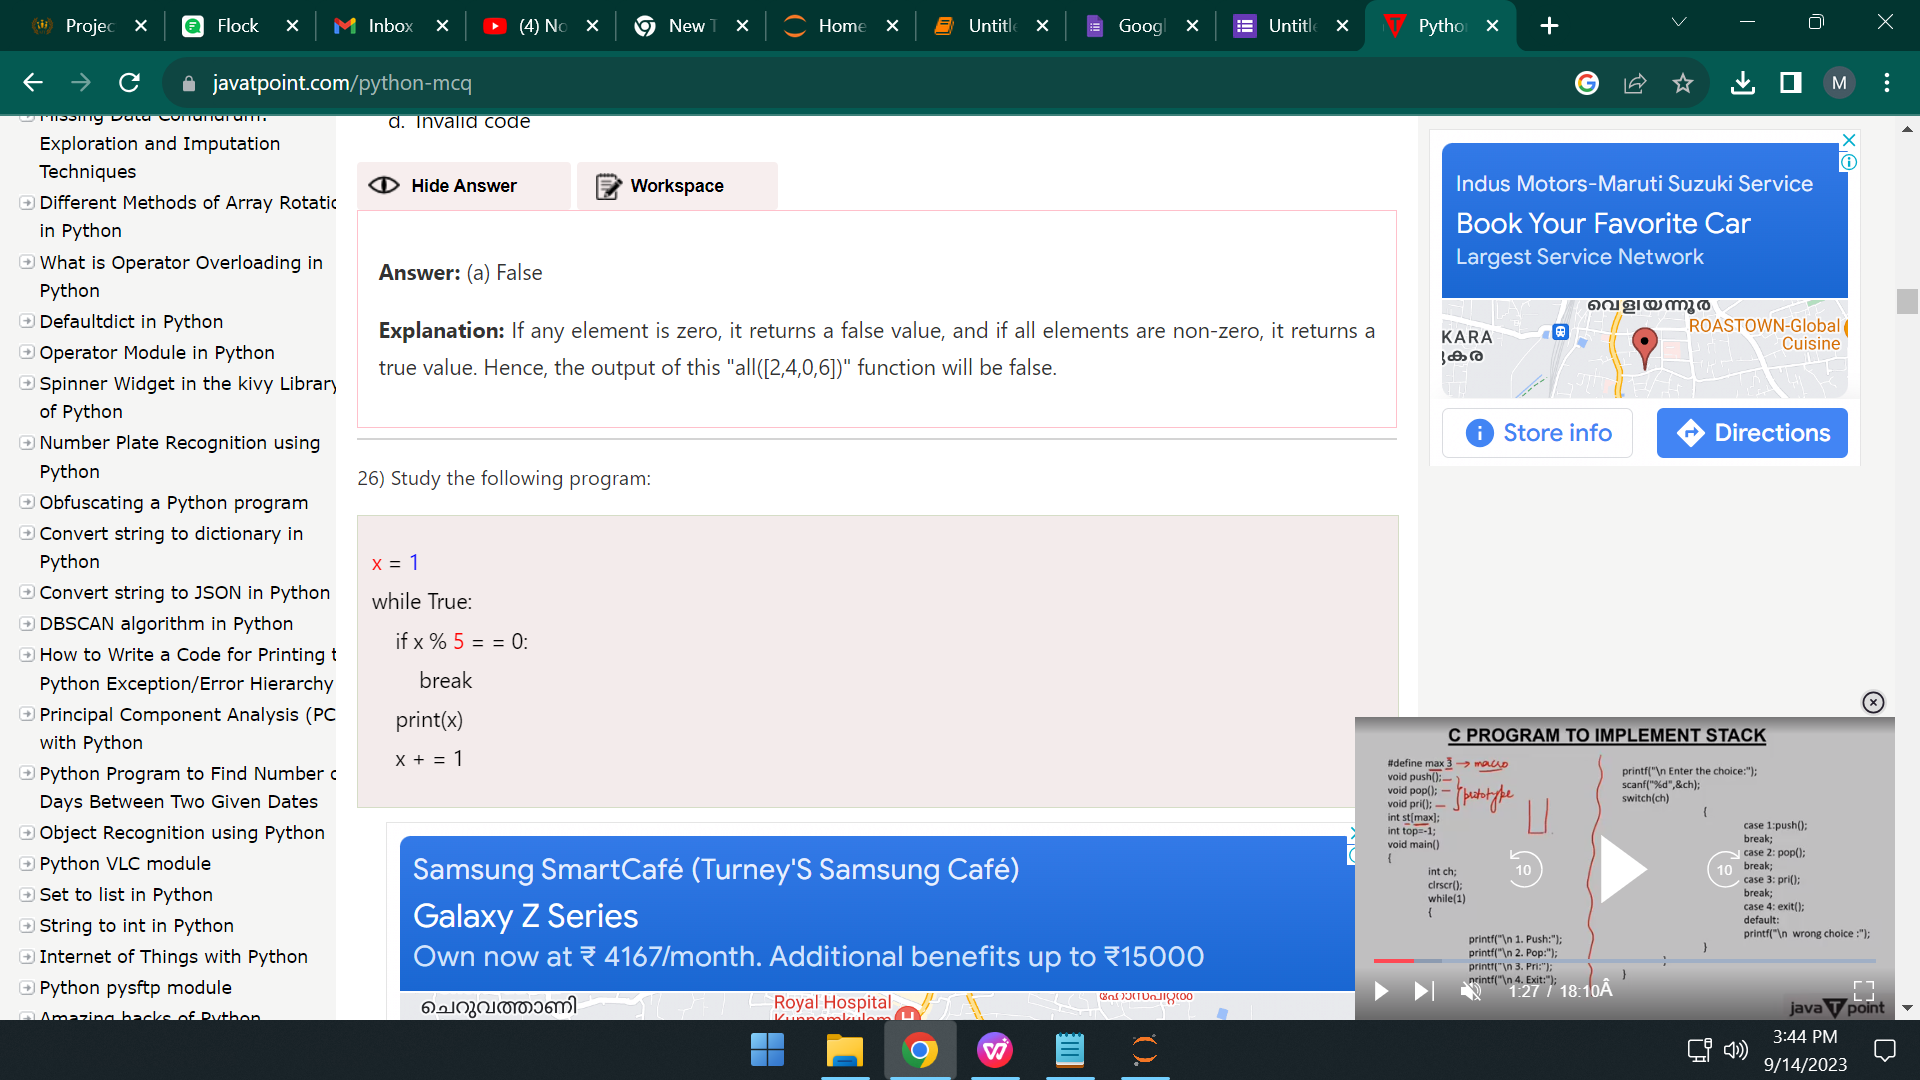 Projec
Flock
Inbox
(4) No
New T
Home
Untitle
Googl
Untitle
Python
javatpoint.com/python-mcq
M
Missing Data Conundrum:
Exploration and Imputation
Techniques
Different Methods of Array Rotatio
in Python
What is Operator Overloading in
Python
Defaultdict in Python
Operator Module in Python
Spinner Widget in the kivy Library
of Python
Number Plate Recognition using
Python
Obfuscating a Python program
Convert string to dictionary in
Python
Convert string to JSON in Python
DBSCAN algorithm in Python
How to Write a Code for Printing t
Python Exception/Error Hierarchy
Principal Component Analysis (PC
with Python
Python Program to Find Number o
Days Between Two Given Dates
Object Recognition using Python
Python VLC module
Set to list in Python
String to int in Python
Internet of Things with Python
Python pysftp module
Amazing hacks of Python
d. Invalid code
Hide Answer
Workspace
Answer: (a) False
Explanation: If any element is zero, it returns a false value, and if all elements are non-zero, it returns a
true value. Hence, the output of this "all([2,4,0,6])" function will be false.
26) Study the following program:
x = 1
while True:
if x % 5 = = 0:
break
print(x)
x + = 1
Samsung SmartCafé (Turney'S Samsung Café)
Galaxy Z Series
Own now at ₹ 4167/month. Additional benefits up to ₹15000
ചെറുവത്താണി
Royal Hospital
Kunnamkulam
H
ഹോസ്പിറ്റൽ
Indus Motors-Maruti Suzuki Service
Book Your Favorite Car
Largest Service Network
വെളിയന്നൂർ
KARA
കര
ROASTOWN-Global
Cuisine
Store info
Directions
C PROGRAM TO IMPLEMENT STACK
#define max 3 → macro
void push();
void pop();
void pri();
prototype
int st[max];
int top=-1;
void main()
{
int ch;
clrscr();
while(1)
{
printf("\n 1. Push:");
printf("\n 2. Pop:");
printf("\n 3. Pri:");
printf("\n 4. Exit:");
printf("\n Enter the choice:");
scanf("%d",&ch);
switch(ch)
{
case 1:push();
break;
case 2: pop();
break;
case 3: pri();
break;
case 4: exit();
default:
printf("\n wrong choice :");
}
}
}
10
10
1:27 / 18:10Â
java T point
3:44 PM
9/14/2023